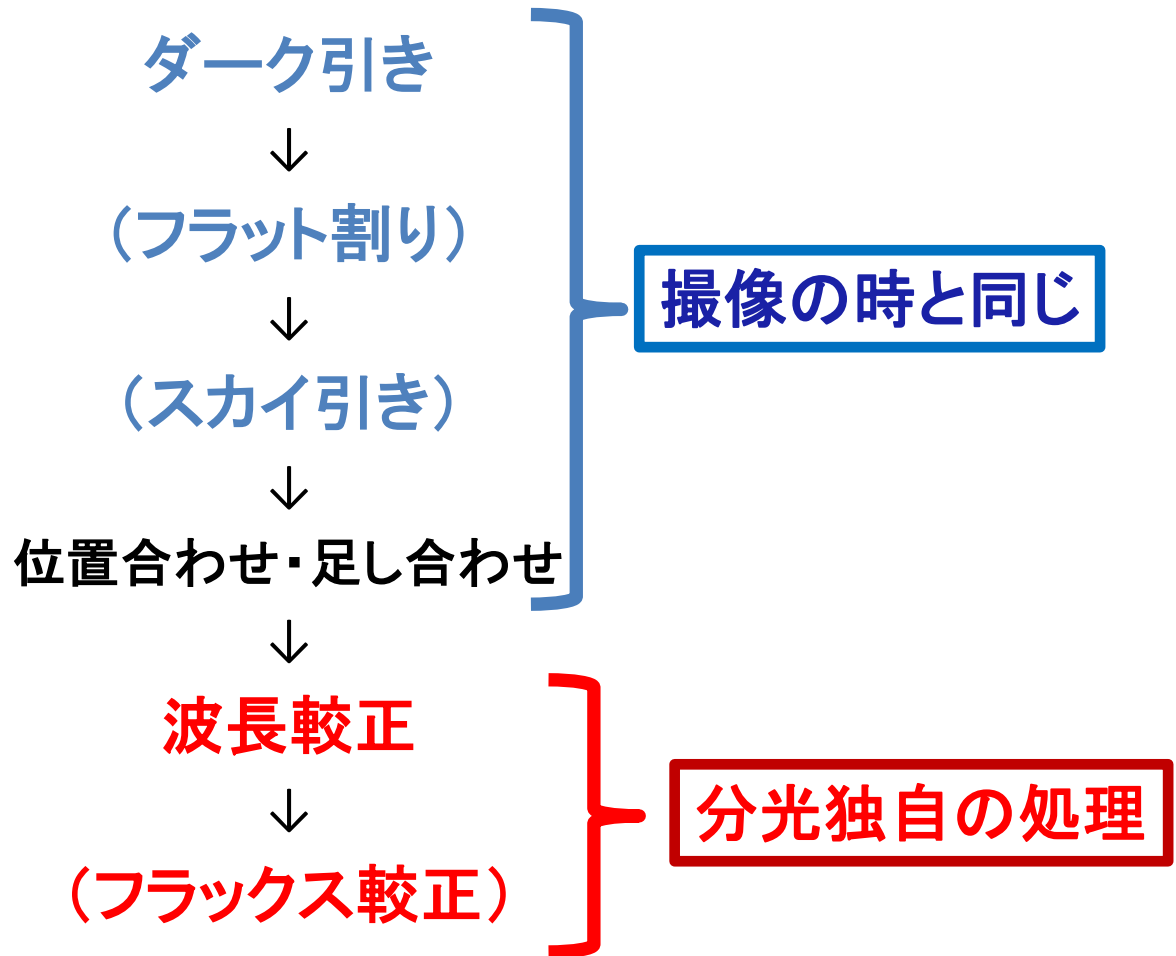 ダーク引き
↓
（フラット割り）
↓
（スカイ引き）
↓
位置合わせ・足し合わせ
↓
波長較正
↓
（フラックス較正）
撮像の時と同じ
分光独自の処理